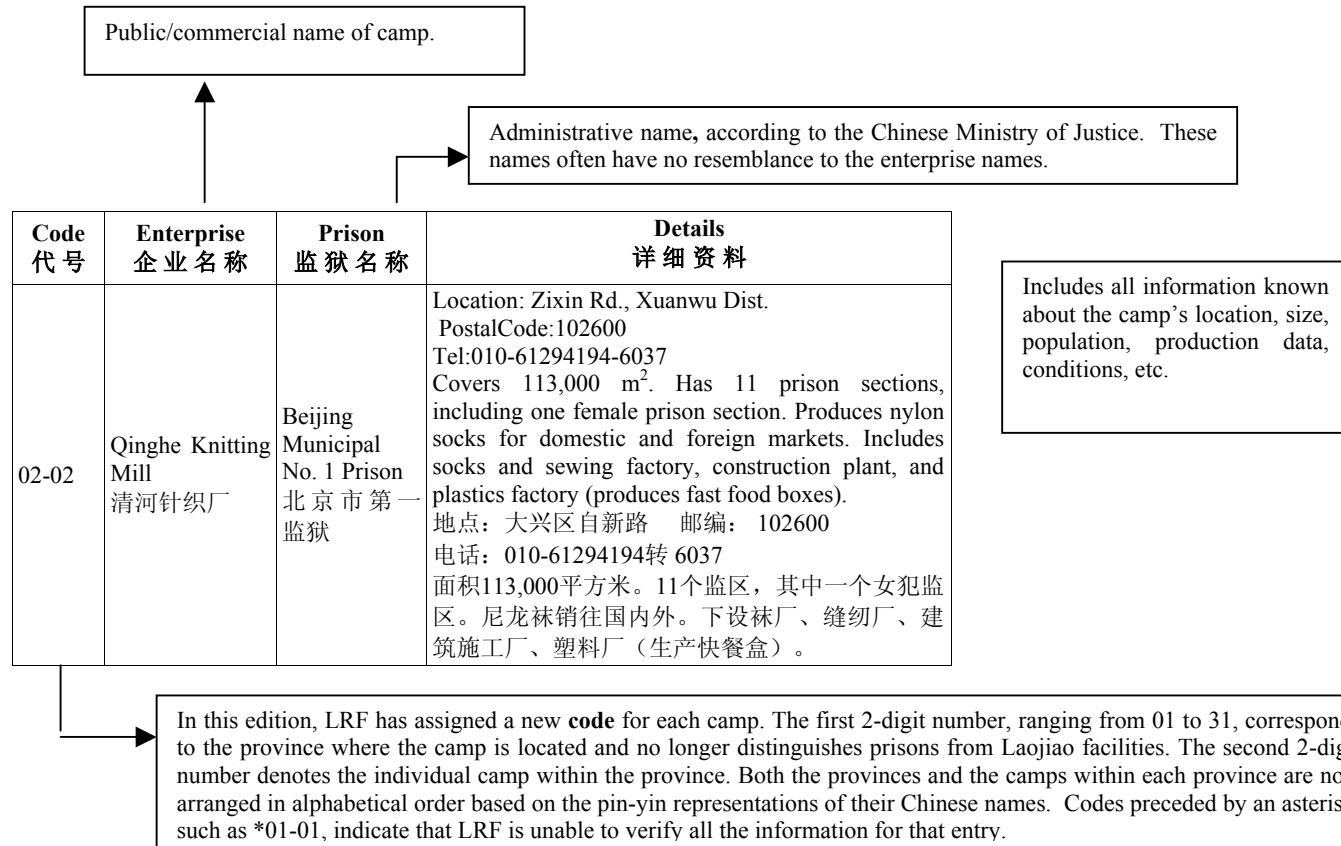 Public/commercial name of camp.
Administrative name, according to the Chinese Ministry of Justice. These
names often have no resemblance to the enterprise names.
Code
代号
Enterprise
企业名称
Prison
监狱名称
Details
详细资料
02-02
Qinghe Knitting
Mill
清河针织厂
Beijing
Municipal
No. 1 Prison
北京市第一
监狱
Location: Zixin Rd., Xuanwu Dist.
PostalCode:102600
Tel:010-61294194-6037
Covers 113,000 m². Has 11 prison sections,
including one female prison section. Produces nylon
socks for domestic and foreign markets. Includes
socks and sewing factory, construction plant, and
plastics factory (produces fast food boxes).
地点：大兴区自新路 邮编： 102600
电话：010-61294194转 6037
面积113,000平方米。11个监区，其中一个女犯监
区。尼龙袜销往国内外。下设袜厂、缝纫厂、建
筑施工厂、塑料厂（生产快餐盒）。
Includes all information known
about the camp's location, size,
population, production data,
conditions, etc.
In this edition, LRF has assigned a new code for each camp. The first 2-digit number, ranging from 01 to 31, correspon
to the province where the camp is located and no longer distinguishes prisons from Laojiao facilities. The second 2-dig
number denotes the individual camp within the province. Both the provinces and the camps within each province are no
arranged in alphabetical order based on the pin-yin representations of their Chinese names. Codes preceded by an asteris
such as *01-01, indicate that LRF is unable to verify all the information for that entry.